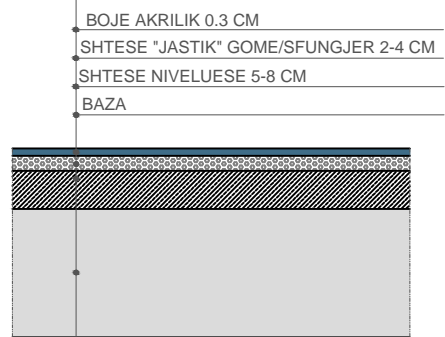 BOJE AKRILIK 0.3 CM
SHTESE "JASTIK" GOME/SFUNGJER 2-4 CM
SHTESE NIVELUESE 5-8 CM
BAZA